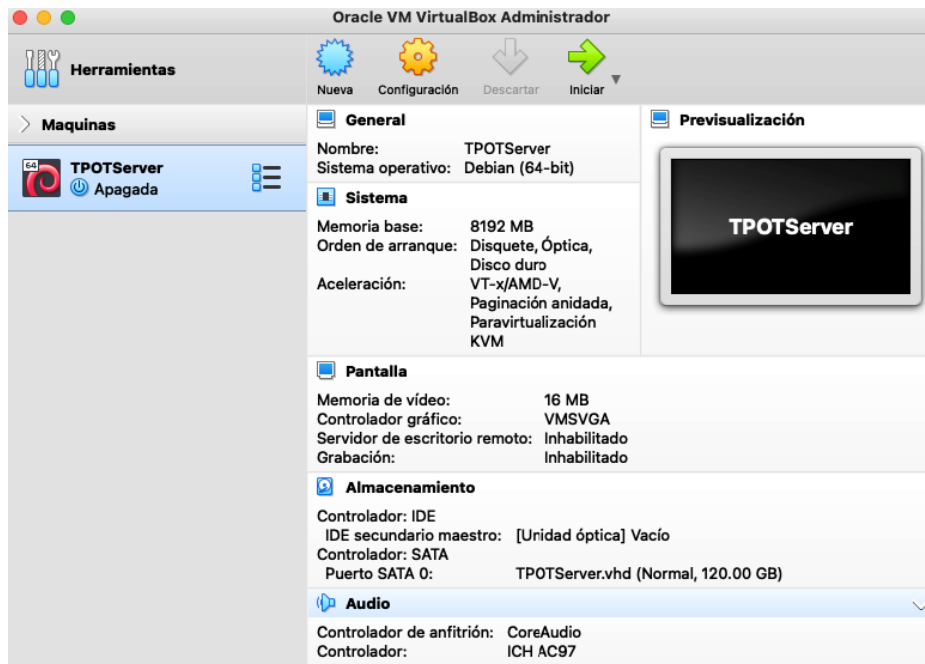 Oracle VM VirtualBox Administrador
Herramientas
Nueva
Configuración
Descartar
Iniciar
Maquinas
64
TPOTServer
Apagada
General
Nombre: TPOTServer
Sistema operativo: Debian (64-bit)
Previsualización
TPOTServer
Sistema
Memoria base: 8192 MB
Orden de arranque: Disquete, Óptica,
Disco duro
Aceleración: VT-x/AMD-V,
Paginación anidada,
Paravirtualización
KVM
Pantalla
Memoria de vídeo: 16 MB
Controlador gráfico: VMSVGA
Servidor de escritorio remoto: Inhabilitado
Grabación: Inhabilitado
Almacenamiento
Controlador: IDE
IDE secundario maestro: [Unidad óptica] Vacío
Controlador: SATA
Puerto SATA 0: TPOTServer.vhd (Normal, 120.00 GB)
Audio
Controlador de anfitrión: CoreAudio
Controlador: ICH AC97